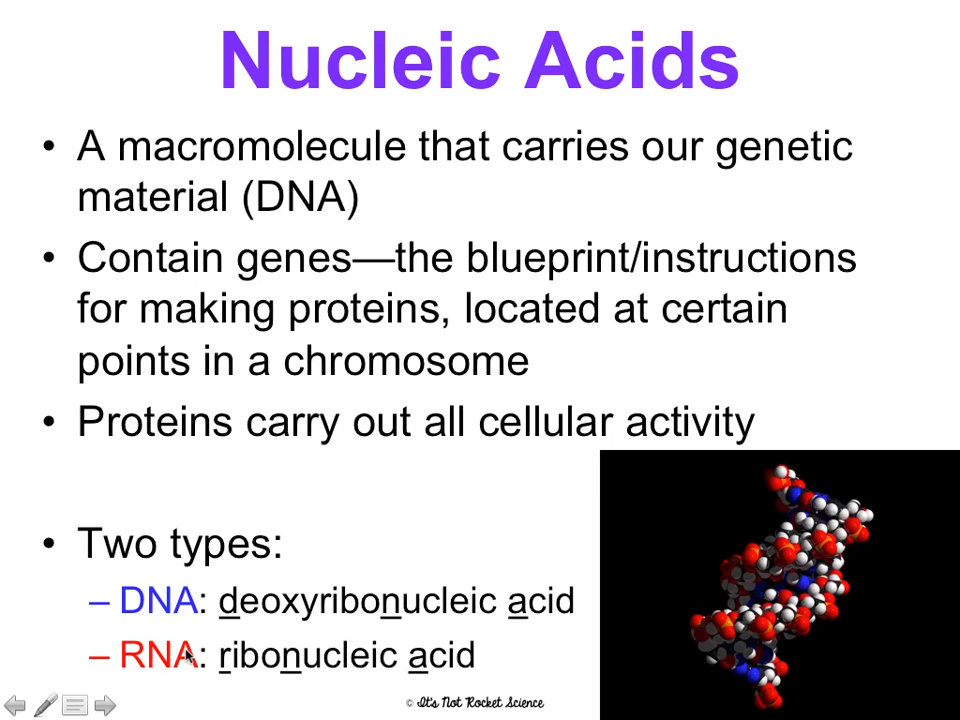 Nucleic Acids
• A macromolecule that carries our genetic
material (DNA)
• Contain genes—the blueprint/instructions
for making proteins, located at certain
points in a chromosome
• Proteins carry out all cellular activity
• Two types:
– DNA: deoxyribonucleic acid
– RNA: ribonucleic acid
© It's Not Rocket Science